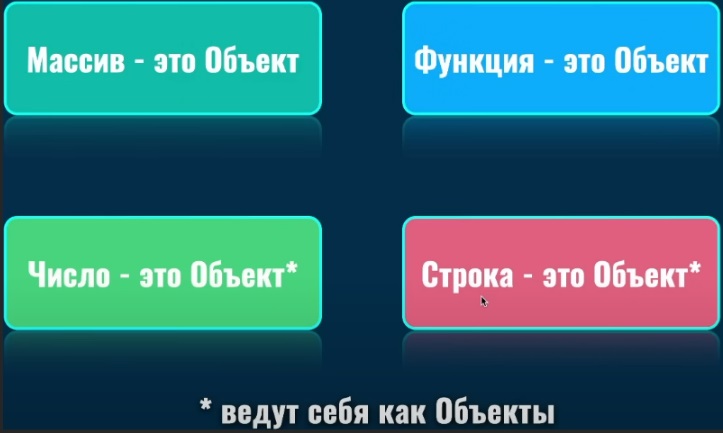 Массив - это Объект
Функция - это Объект
Число - это Объект*
Строка - это Объект*
* ведут себя как Объекты